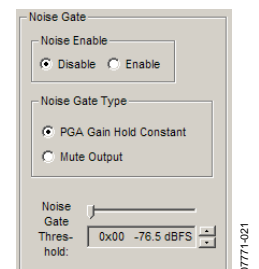 Noise Gate
Noise Enable
Disable Enable
Noise Gate Type
PGA Gain Hold Constant
Mute Output
Noise
Gate
Thres-
hold:
0x00 -76.5 dBFS
07771-021